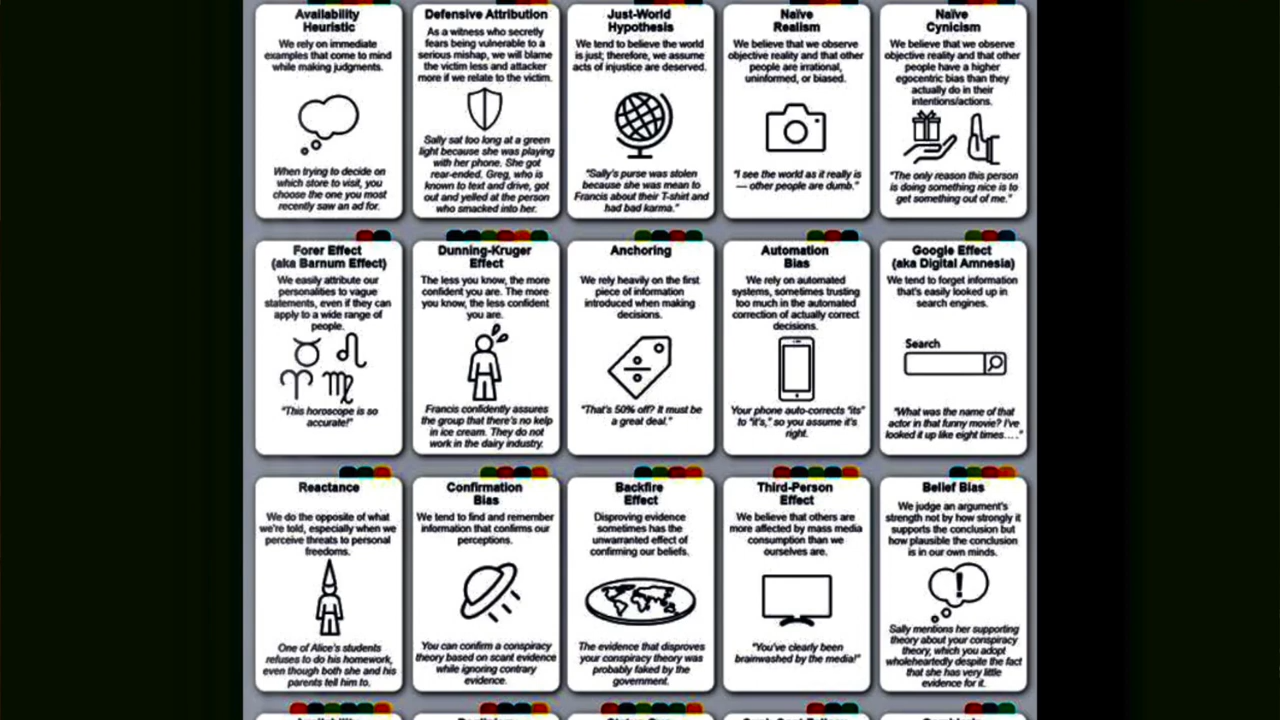 Availability
Heuristic
We rely on immediate
examples that come to mind
while making judgments.
When trying to decide on
which store to visit, you
choose the one you most
recently saw an ad for.
Defensive Attribution
As a witness who secretly
fears being vulnerable to a
serious mishap, we will blame
the victim less and attacker
more if we relate to the victim.
Sally sat too long at a green
light because she was playing
with her phone. She got
rear-ended. Greg, who is
known to text and drive, got
out and yelled at the person
who smacked into her.
Just-World
Hypothesis
We tend to believe the world
is just; therefore, we assume
acts of injustice are deserved.
"Sally's purse was stolen
because she was mean to
Francis about their T-shirt and
had bad karma."
Naïve
Realism
We believe that we observe
objective reality and that other
people are irrational,
uninformed, or biased.
"I see the world as it really is
— other people are dumb."
Naïve
Cynicism
We believe that we observe
objective reality and that other
people have a higher
egocentric bias than they
actually do in their
intentions/actions.
"The only reason this person
is doing something nice is to
get something out of me."
Forer Effect
(aka Barnum Effect)
We easily attribute our
personalities to vague
statements, even if they can
apply to a wide range of
people.
"This horoscope is so
accurate!"
Dunning-Kruger
Effect
The less you know, the more
confident you are. The more
you know, the less confident
you are.
Francis confidently assures
the group that there's no kelp
in ice cream. They do not
work in the dairy industry.
Anchoring
We rely heavily on the first
piece of information
introduced when making
decisions.
"That's 50% off? It must be
a great deal."
Automation
Bias
We rely on automated
systems, sometimes trusting
too much in the automated
correction of actually correct
decisions.
Your phone auto-corrects "its"
to "it's," so you assume it's
right.
Google Effect
(aka Digital Amnesia)
We tend to forget information
that's easily looked up in
search engines.
Search
"What was the name of that
actor in that funny movie? I've
looked it up like eight times. . . ."
Reactance
We do the opposite of what
we're told, especially when we
perceive threats to personal
freedoms.
One of Alice's students
refuses to do his homework,
even though both she and his
parents tell him to.
Confirmation
Bias
We tend to find and remember
information that confirms our
perceptions.
You can confirm a conspiracy
theory based on scant evidence
while ignoring contrary
evidence.
Backfire
Effect
Disproving evidence
sometimes has the
unwarranted effect of
confirming our beliefs.
The evidence that disproves
your conspiracy theory was
probably faked by the
government.
Third-Person
Effect
We believe that others are
more affected by mass media
consumption than we
ourselves are.
"You've clearly been
brainwashed by the media!"
Belief Bias
We judge an argument's
strength not by how strongly it
supports the conclusion but
how plausible the conclusion
is in our own minds.
Sally mentions her supporting
theory about your conspiracy
theory, which you adopt
wholeheartedly despite the fact
that she has very little
evidence for it.